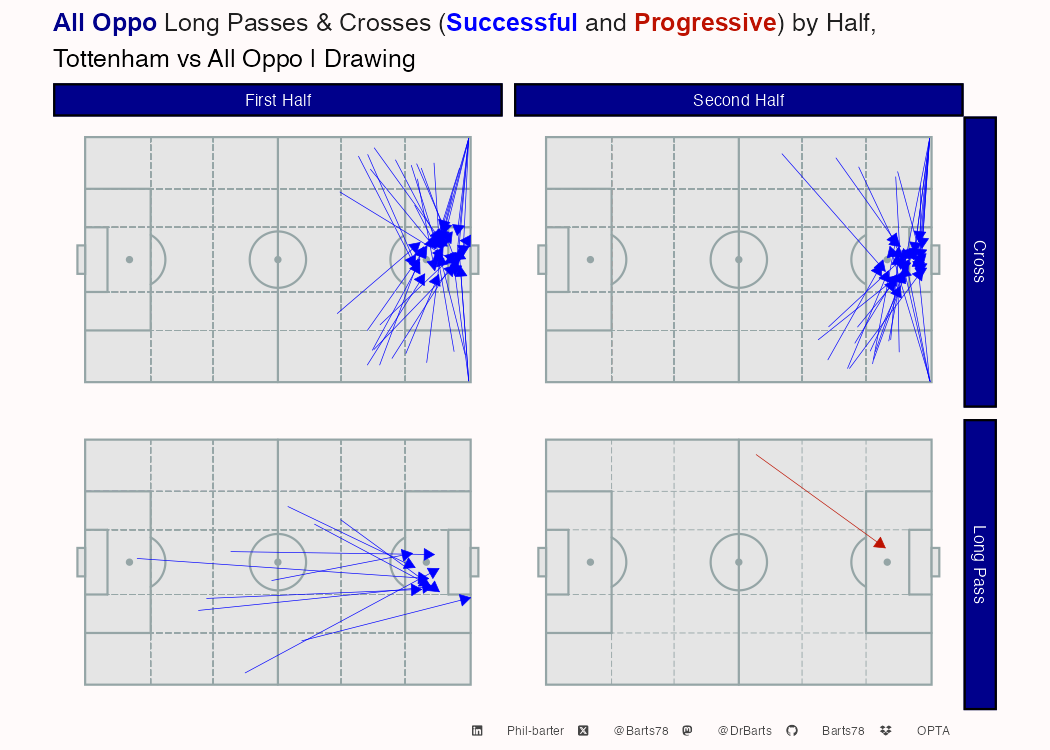 All Oppo Long Passes & Crosses (Successful and Progressive) by Half,
Tottenham vs All Oppo | Drawing
First Half
Second Half
Cross
Long Pass
Phil-barter @Barts78 @DrBarts Barts78 OPTA